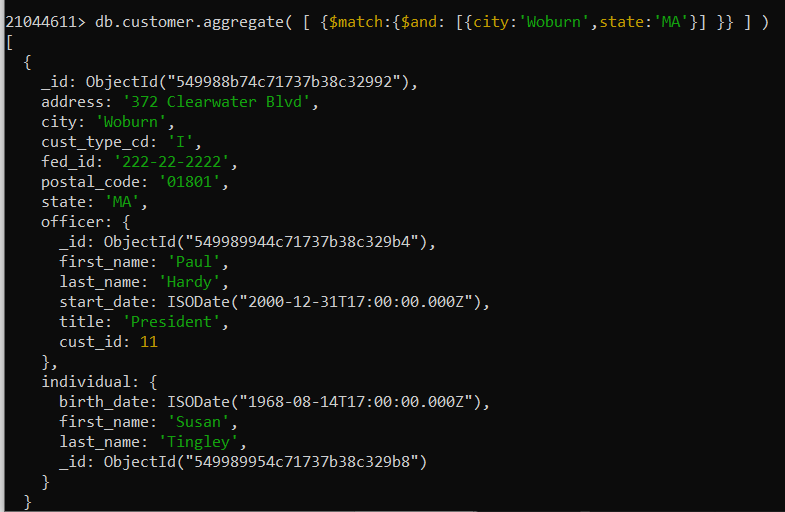 21044611> db.customer.aggregate( [ {$match:{$and: [{city:'Woburn',state:'MA'}] }} ] )
[
  {
    _id: ObjectId("549988b74c71737b38c32992"),
    address: '372 Clearwater Blvd',
    city: 'Woburn',
    cust_type_cd: 'I',
    fed_id: '222-22-2222',
    postal_code: '01801',
    state: 'MA',
    officer: {
      _id: ObjectId("549989944c71737b38c329b4"),
      first_name: 'Paul',
      last_name: 'Hardy',
      start_date: ISODate("2000-12-31T17:00:00.000Z"),
      title: 'President',
      cust_id: 11
    },
    individual: {
      birth_date: ISODate("1968-08-14T17:00:00.000Z"),
      first_name: 'Susan',
      last_name: 'Tingley',
      _id: ObjectId("549989954c71737b38c329b8")
    }
  }